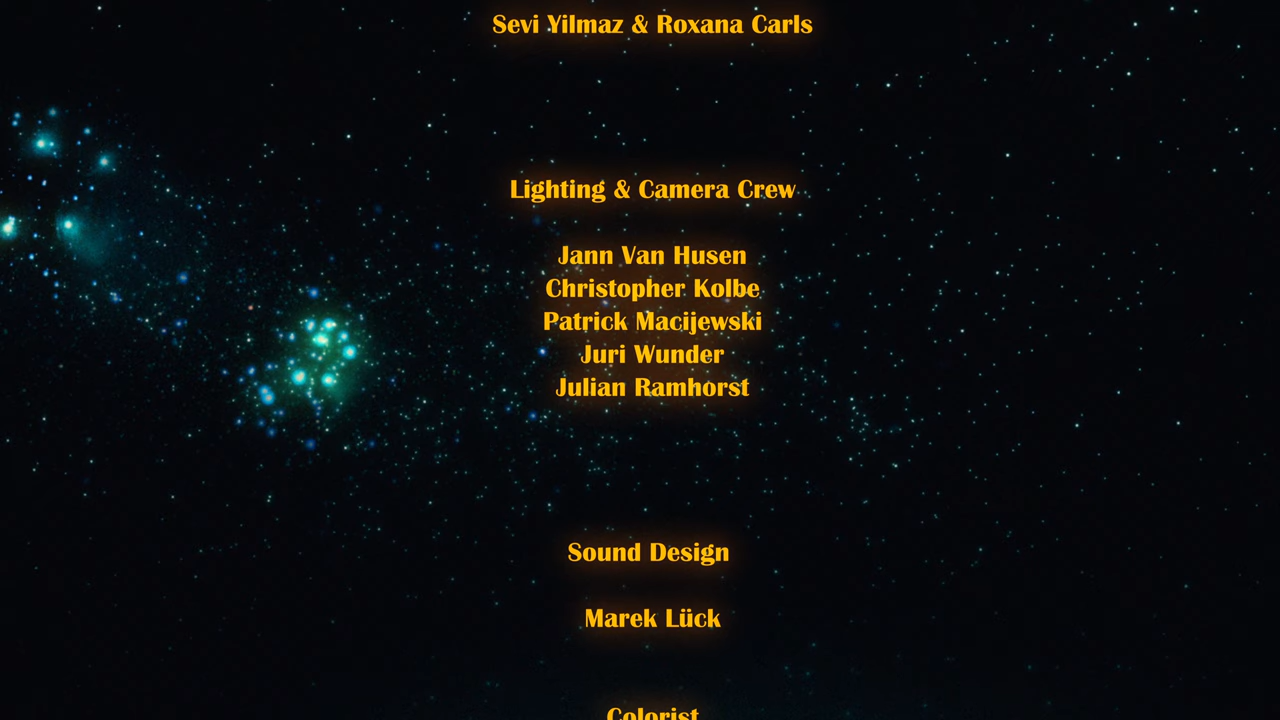 Sevi Yilmaz & Roxana Carls
Lighting & Camera Crew
Jann Van Husen
Christopher Kolbe
Patrick Macijewski
Juri Wunder
Julian Ramhorst
Sound Design
Marek Lück
Colorist